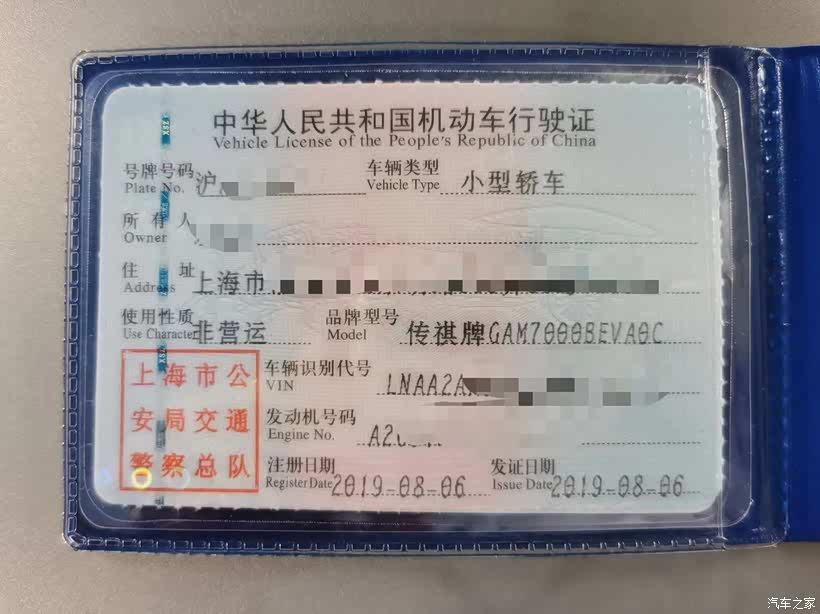 中华人民共和国机动车行驶证
Vehicle License of the People's Republic of China
号牌号码 沪 车辆类型 小型轿车
Plate No. Vehicle Type
所有人
Owner
住址 上海市
Address
使用性质 非营运 品牌型号 传祺牌GAM7000BEVA0C
Use Character Model
上海市公
安局交通
警察总队
车辆识别代号 LNAA2A
VIN
发动机号码 A2
Engine No.
注册日期 2019-08-06 发证日期 2019-08-06
Register Date Issue Date
汽车之家